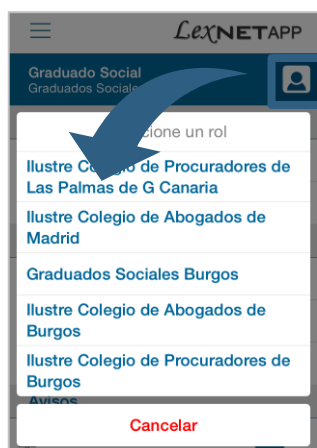 LexNETAPP
Graduado Social
Graduados Sociale
cione un rol
Ilustre Colegio de Procuradores de
Las Palmas de G Canaria
Ilustre Colegio de Abogados de
Madrid
Graduados Sociales Burgos
Ilustre Colegio de Abogados de
Burgos
Ilustre Colegio de Procuradores de
Burgos
Avisos
Cancelar